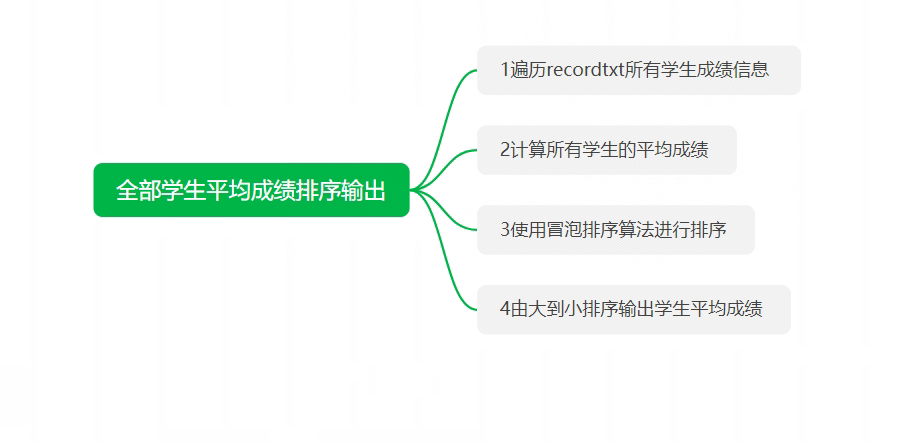 全部学生平均成绩排序输出
1遍历recordtxt所有学生成绩信息
2计算所有学生的平均成绩
3使用冒泡排序算法进行排序
4由大到小排序输出学生平均成绩